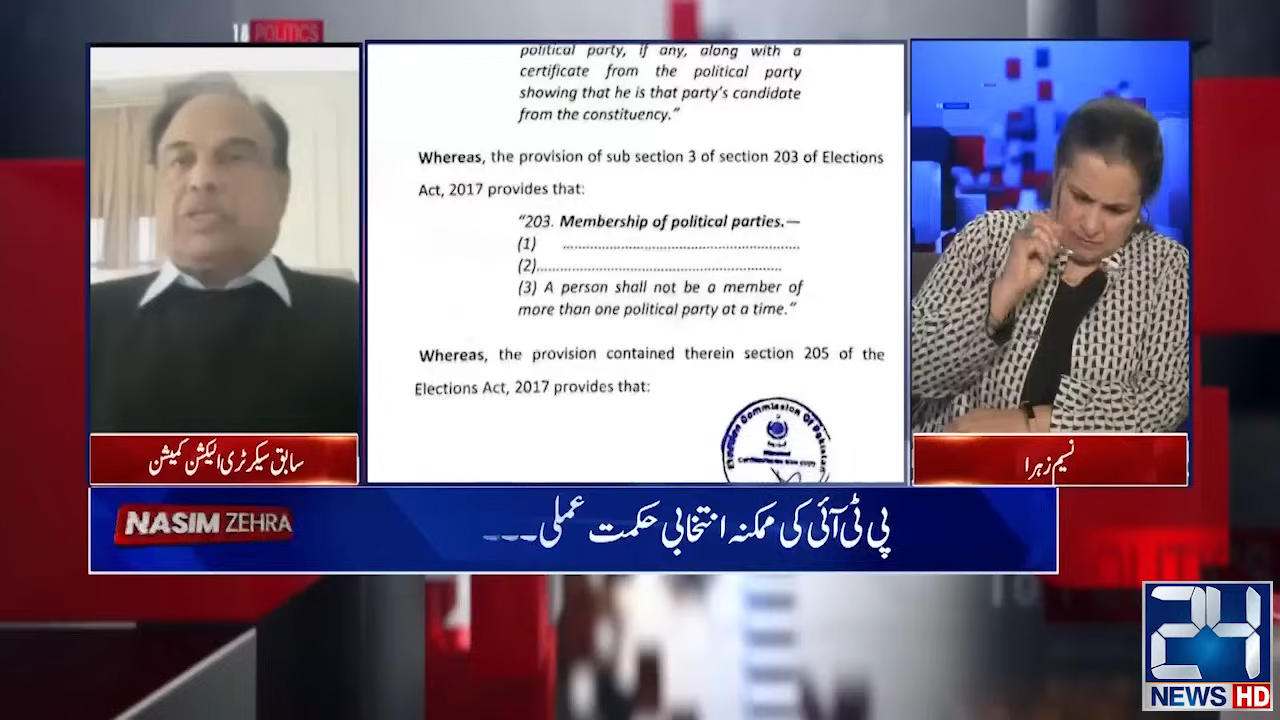 18 POLITICS
political party, if any, along with a
certificate from the political party
showing that he is that party's candidate
from the constituency."
Whereas, the provision of sub section 3 of section 203 of Elections
Act, 2017 provides that:
"203. Membership of political parties.—
(1) ........................................................
(2)........................................................
(3) A person shall not be a member of
more than one political party at a time."
Whereas, the provision contained therein section 205 of the
Elections Act, 2017 provides that:
Election Commission Of Pakistan
سابق سیکرٹری الیکشن کمیشن
نسیم زہرا
NASIM ZEHRA
پی ٹی آئی کی ممکنہ انتخابی حکمت عملی۔۔۔
24
NEWS HD